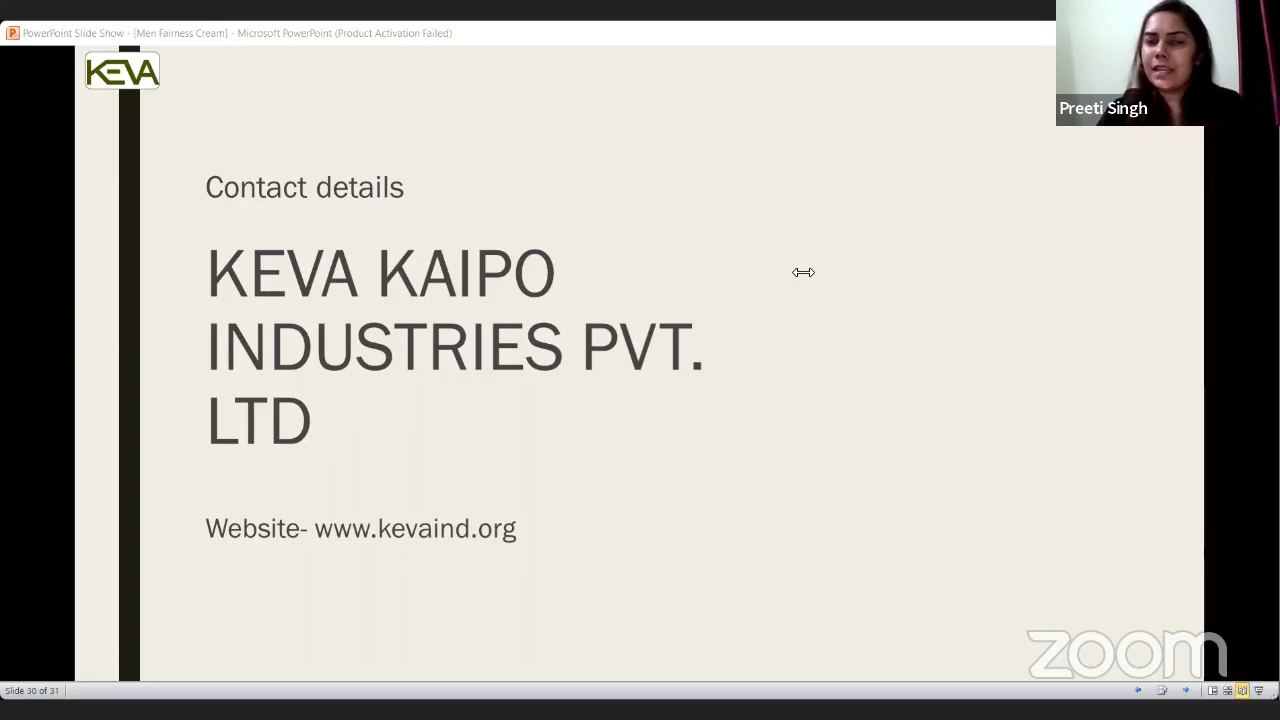 PowerPoint Slide Show - [Men Fairness Cream] - Microsoft PowerPoint (Product Activation Failed)
KEVA
Preeti Singh
Contact details
KEVA KAIPO
INDUSTRIES PVT.
LTD
Website- www.kevaind.org
zoom
Slide 30 of 31